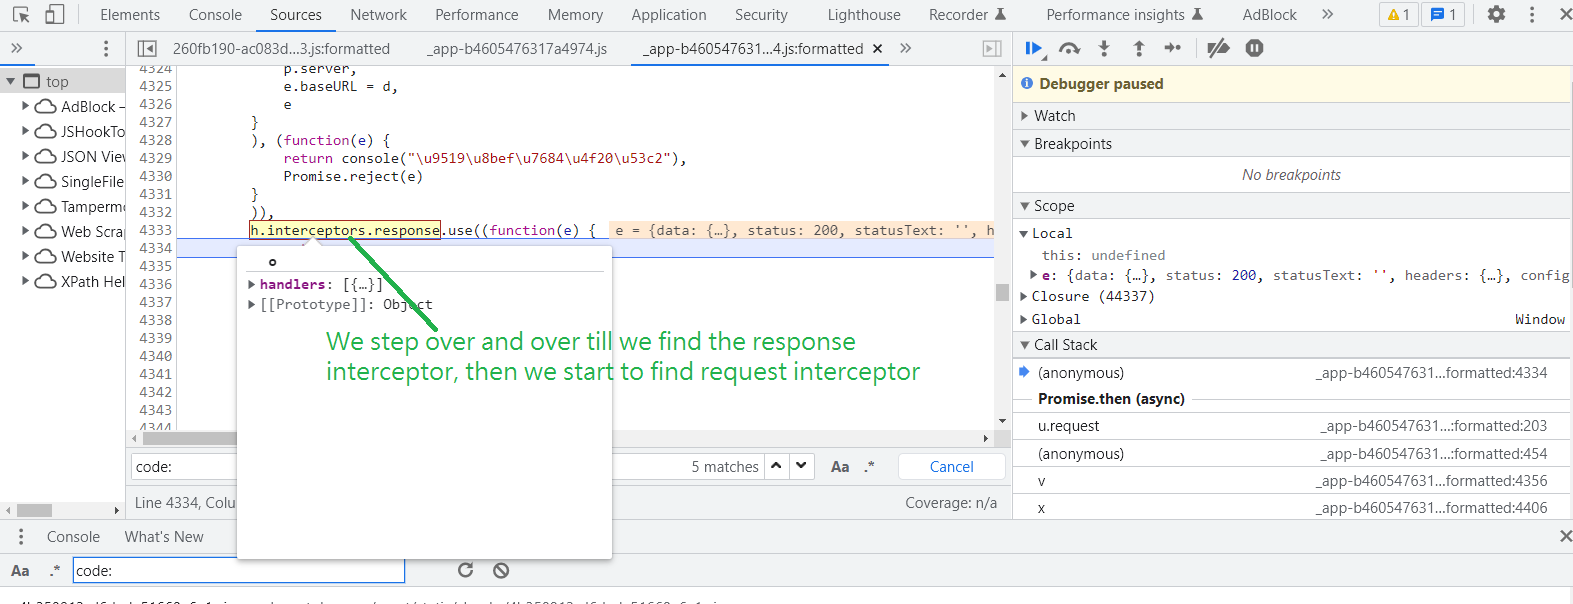 Elements Console Sources Network Performance Memory Application Security Lighthouse Recorder Performance insights AdBlock » 1 1
» 260fb190-ac083d...3.js:formatted _app-b4605476317a4974.js _app-b460547631...4.js:formatted × »
top
AdBlock –
JSHookTo
JSON View
SingleFile
Tamperm
Web Scrap
Website T
XPath Hel
4324 p.server,
4325 e.baseURL = d,
4326 e
4327 }
4328 ), (function(e) {
4329 return console("\u9519\u8bef\u7684\u4f20\u53c2"),
4330 Promise.reject(e)
4331 }
4332 )),
4333 h.interceptors.response.use((function(e) { e = {data: {…}, status: 200, statusText: '', h
4334
4335
4336
4337
4338
4339
4340
4341
4342
4343
4344
o
handlers: [{…}]
[[Prototype]]: Object
We step over and over till we find the response
interceptor, then we start to find request interceptor
code: 5 matches Aa .* Cancel
Line 4334, Colu Coverage: n/a
Debugger paused
Watch
Breakpoints
No breakpoints
Scope
Local
this: undefined
e: {data: {…}, status: 200, statusText: '', headers: {…}, config
Closure (44337)
Global Window
Call Stack
(anonymous) _app-b460547631...formatted:4334
Promise.then (async)
u.request _app-b460547631...:formatted:203
(anonymous) _app-b460547631...:formatted:454
v _app-b460547631...formatted:4356
x _app-b460547631...formatted:4406
Console What's New
Aa .* code: